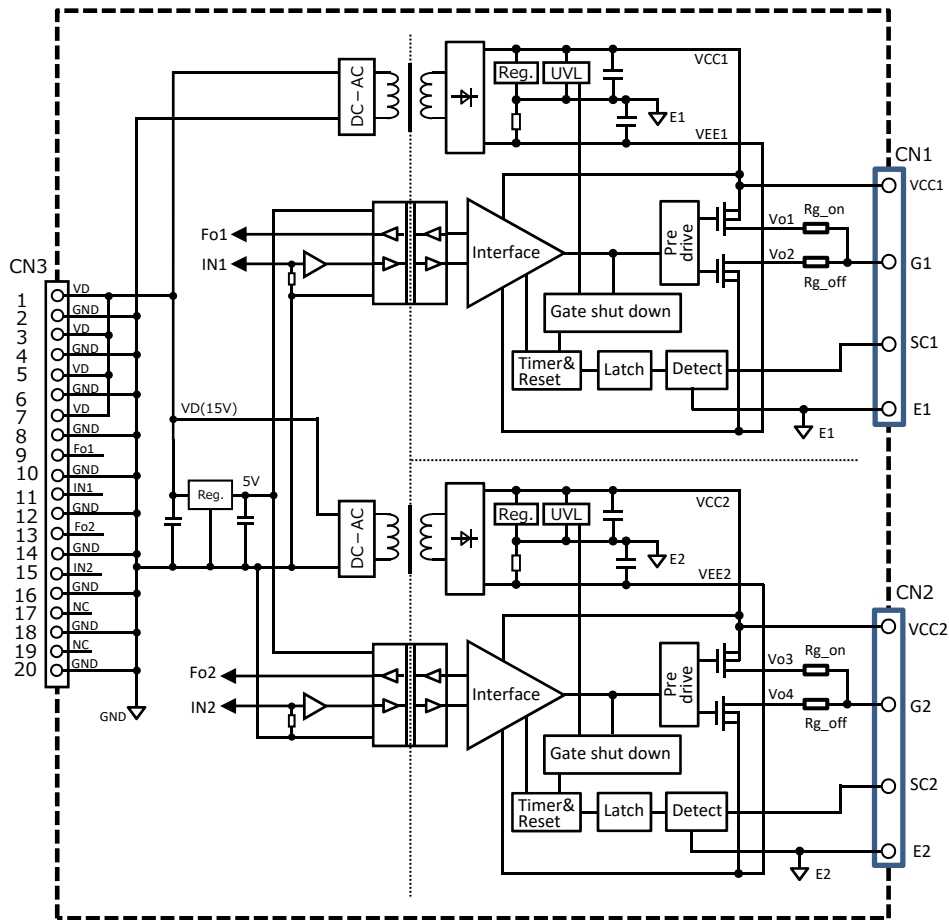 DC－AC
Reg.
UVL
VCC1
E1
VEE1
CN1
VCC1
Fo1
IN1
Interface
Pre
drive
Vo1
Rg_on
Vo2
Rg_off
G1
Gate shut down
SC1
Timer&
Reset
Latch
Detect
E1
E1
CN3
1 VD
2 GND
3 VD
4 GND
5 VD
6 GND
7 VD
8 GND
9 Fo1
10 GND
11 IN1
12 GND
13 Fo2
14 GND
15 IN2
16 GND
17 NC
18 GND
19 NC
20 GND
GND
VD(15V)
Reg.
5V
DC－AC
Reg.
UVL
VCC2
E2
VEE2
CN2
VCC2
Fo2
IN2
Interface
Pre
drive
Vo3
Rg_on
Vo4
Rg_off
G2
Gate shut down
SC2
Timer&
Reset
Latch
Detect
E2
E2